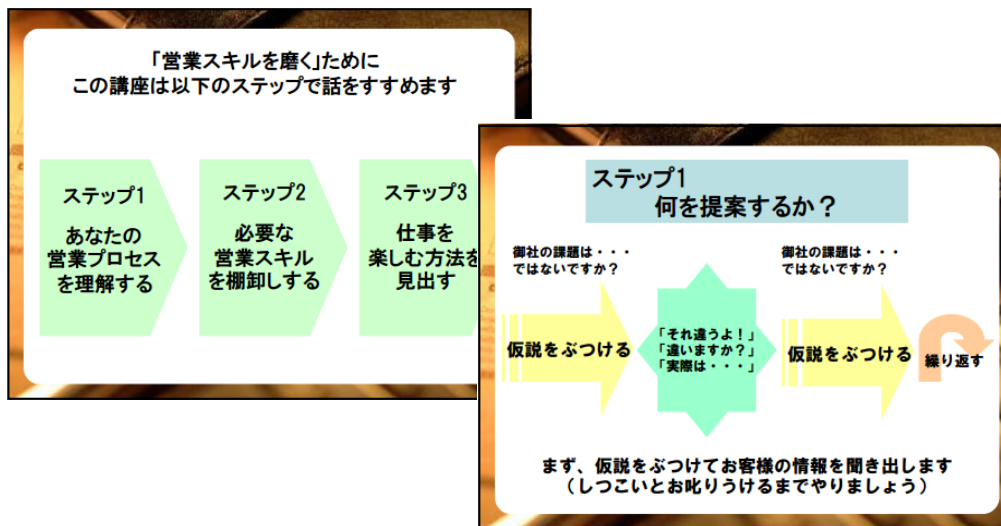 「営業スキルを磨く」ために
この講座は以下のステップで話をすすめます
ステップ1
あなたの
営業プロセス
を理解する
ステップ2
必要な
営業スキル
を棚卸しする
ステップ3
仕事を
楽しむ方法を
見出す
ステップ1
何を提案するか？
御社の課題は・・・
ではないですか？
仮説をぶつける
「それ違うよ！」
「違いますか？」
「実際は・・・」
御社の課題は・・・
ではないですか？
仮説をぶつける
繰り返す
まず、仮説をぶつけてお客様の情報を聞き出します
（しつこいとお叱りうけるまでやりましょう）